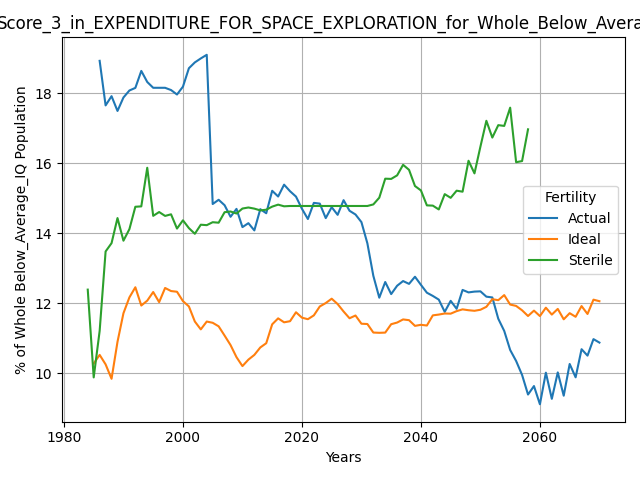 Score_3_in_EXPENDITURE_FOR_SPACE_EXPLORATION_for_Whole_Below_Avera
% of Whole Below_Average_IQ Population
18
16
14
12
10
Fertility
Actual
Ideal
Sterile
1980
2000
2020
2040
2060
Years